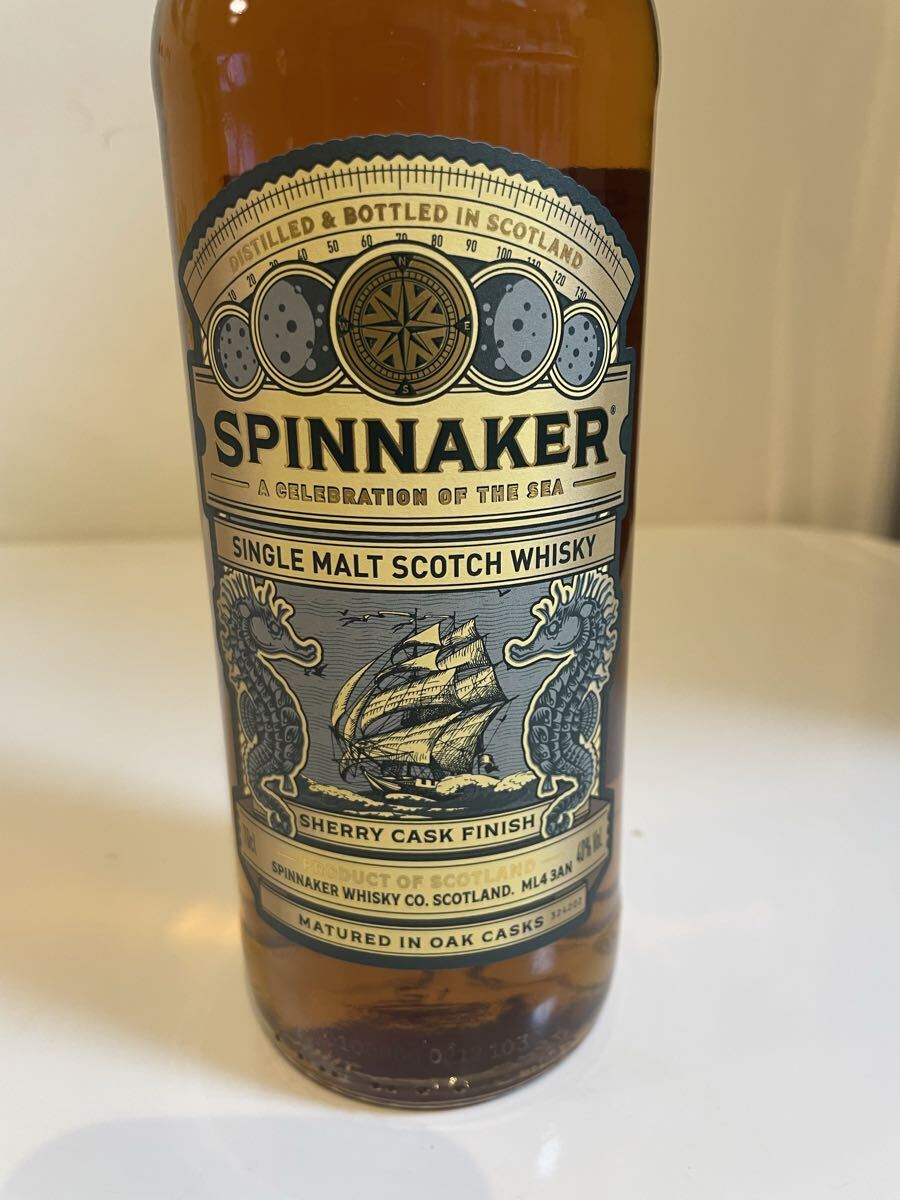 DISTILLED & BOTTLED IN SCOTLAND
10 20 30 40 50 60 70 80 90 100 110 120 130
N
W E
S
SPINNAKER®
A CELEBRATION OF THE SEA
SINGLE MALT SCOTCH WHISKY
SHERRY CASK FINISH
PRODUCT OF SCOTLAND
40% Vol.
SPINNAKER WHISKY CO. SCOTLAND. ML4 3AN
MATURED IN OAK CASKS